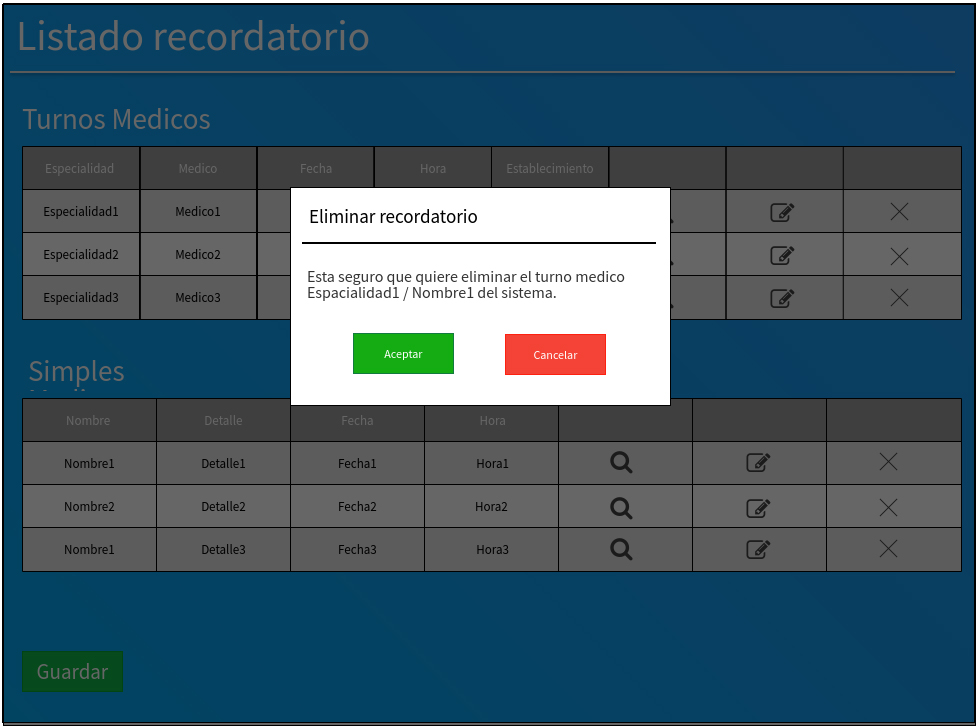 Listado recordatorio
Turnos Medicos
Especialidad Medico Fecha Hora Establecimiento
Especialidad1 Medico1
Especialidad2 Medico2
Especialidad3 Medico3
Eliminar recordatorio
Esta seguro que quiere eliminar el turno medico
Espacialidad1 / Nombre1 del sistema.
Aceptar Cancelar
Simples
Nombre Detalle Fecha Hora
Nombre1 Detalle1 Fecha1 Hora1
Nombre2 Detalle2 Fecha2 Hora2
Nombre1 Detalle3 Fecha3 Hora3
Guardar